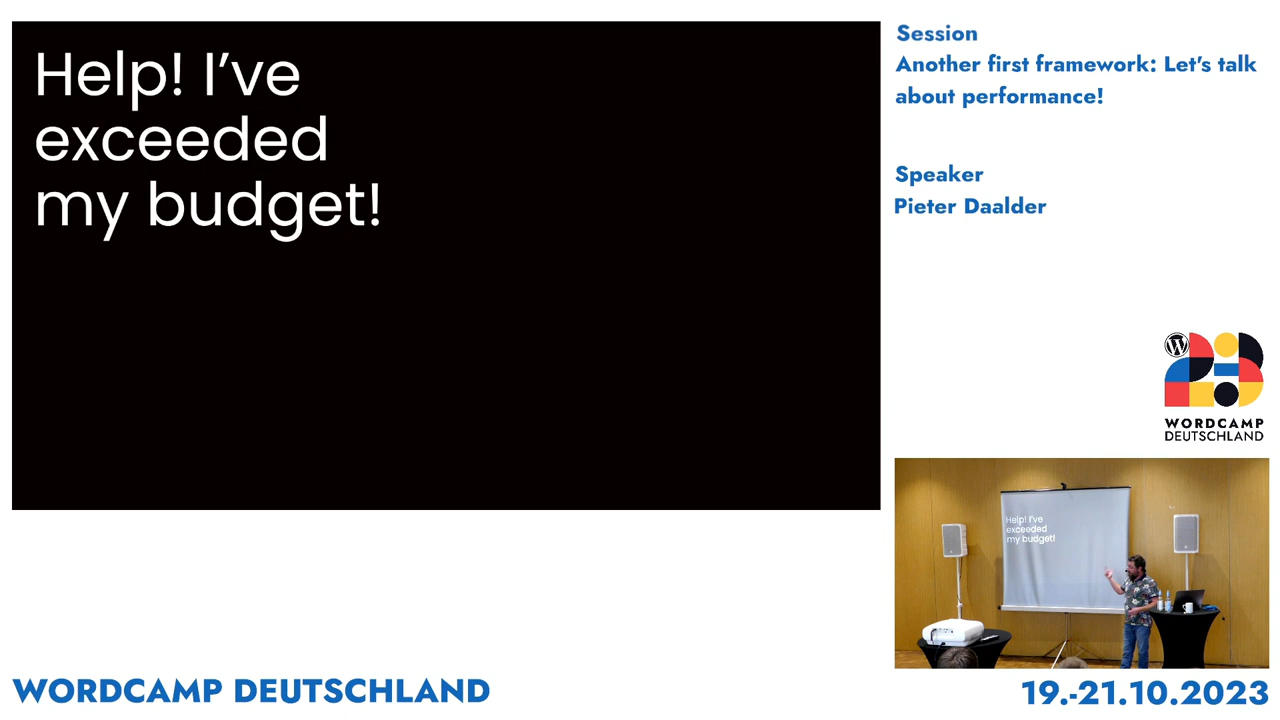 Help! I’ve
exceeded
my budget!
Session
Another first framework: Let's talk
about performance!
Speaker
Pieter Daalder
WORDCAMP
DEUTSCHLAND
Help! I've
exceeded
my budget!
WORDCAMP DEUTSCHLAND
19.-21.10.2023